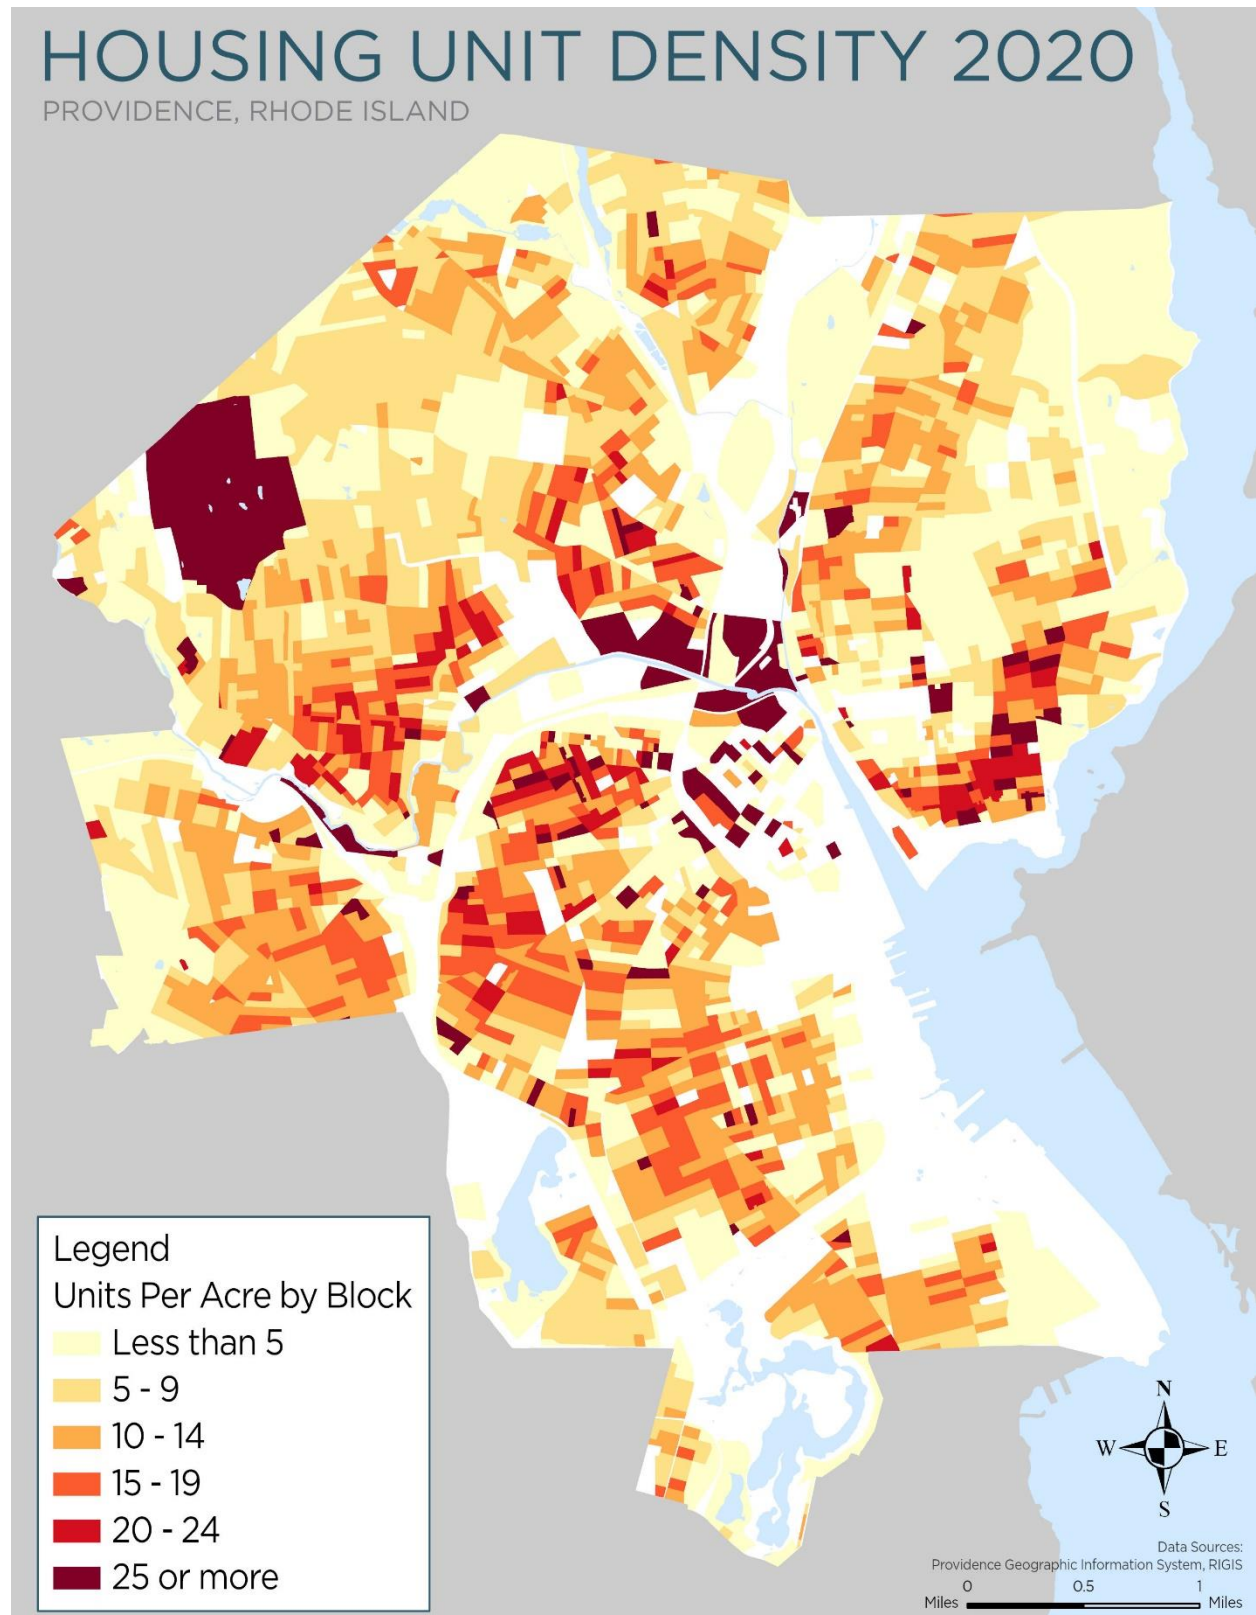 HOUSING UNIT DENSITY 2020
PROVIDENCE, RHODE ISLAND
Legend
Units Per Acre by Block
Less than 5
5 - 9
10 - 14
15 - 19
20 - 24
25 or more
N
W E
S
Data Sources:
Providence Geographic Information System, RIGIS
0 0.5 1
Miles Miles